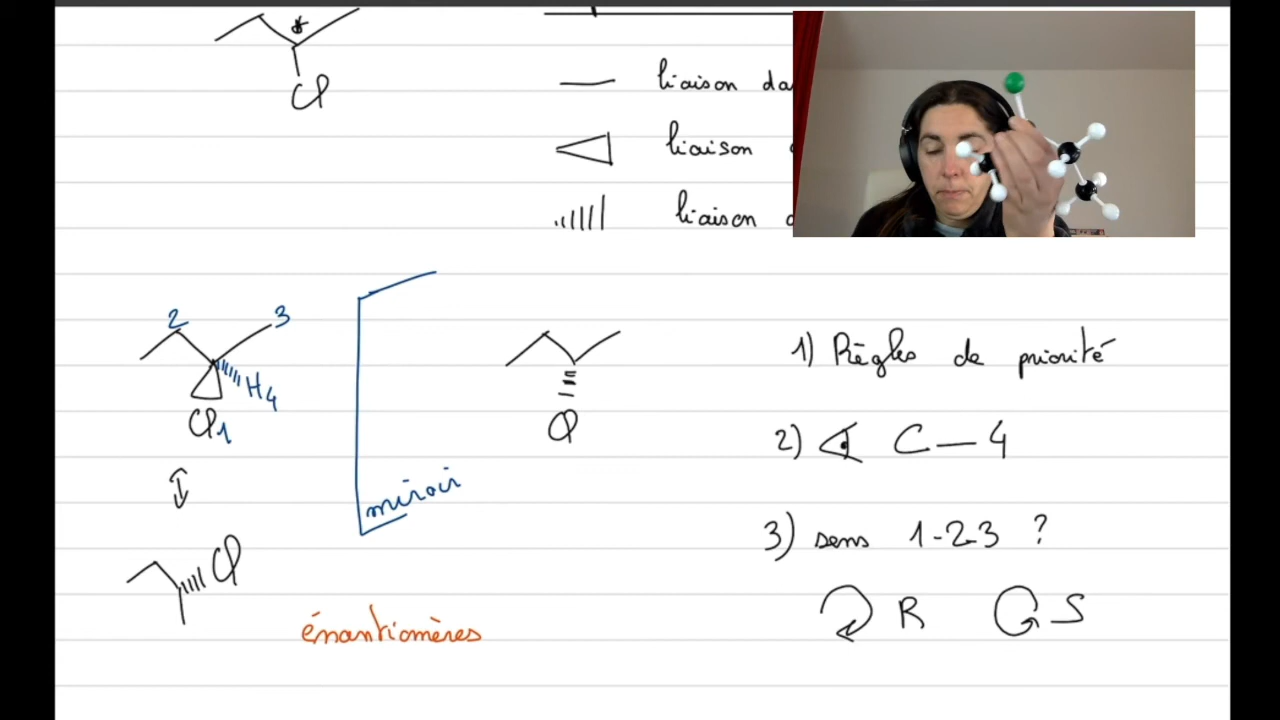 *
Cl
liaison
liaison
liaison
2 3
H4
Cl1
Cl
miroir
Cl
énantiomères
1) Règles de priorité
2) C — 4
3) sens 1-2-3 ?
R S